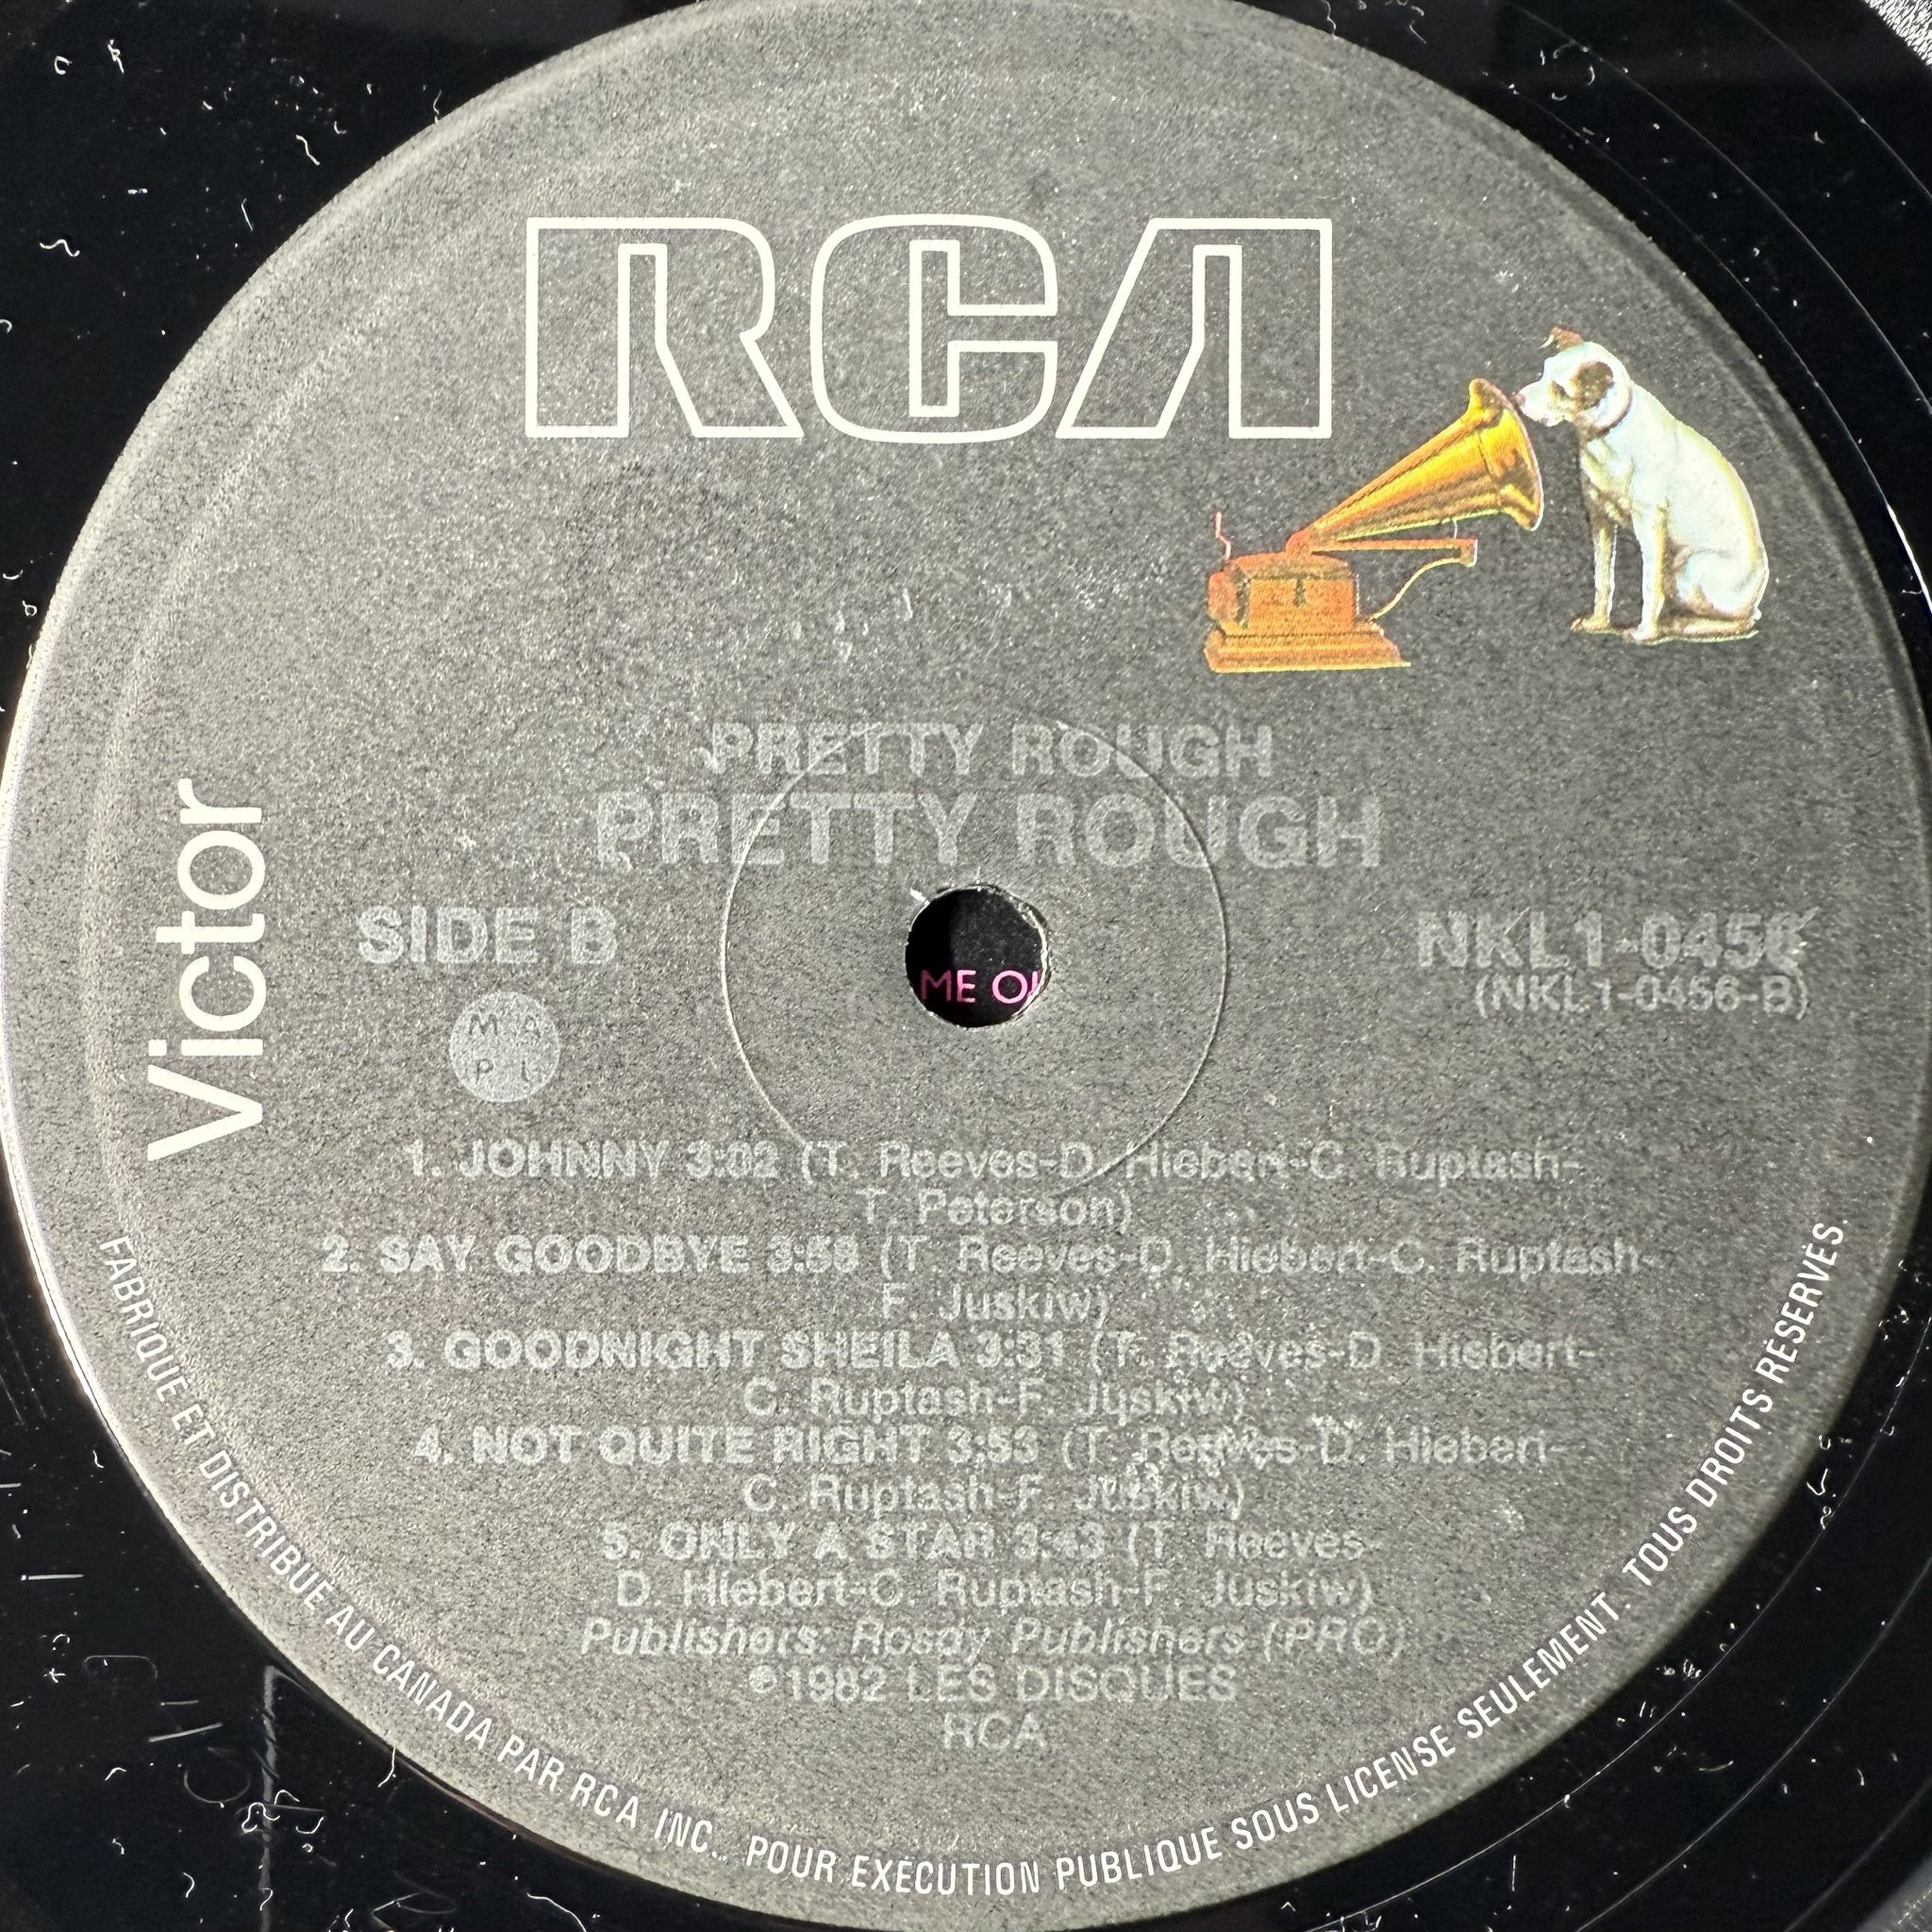 RCA
Victor
PRETTY ROUGH
PRETTY ROUGH
SIDE B
NKL1-0456
(NKL1-0456-B)
ME O
M A
P L
1. JOHNNY 3:02 (T. Reeves-D. Hiebert-C. Ruptash-
T. Peterson)
2. SAY GOODBYE 3:58 (T. Reeves-D. Hiebert-C. Ruptash-
F. Juskiw)
3. GOODNIGHT SHEILA 3:31 (T. Reeves-D. Hiebert-
C. Ruptash-F. Juskiw)
4. NOT QUITE RIGHT 3:53 (T. Reeves-D. Hiebert-
C. Ruptash-F. Juskiw)
5. ONLY A STAR 3:43 (T. Reeves-
D. Hiebert-C. Ruptash-F. Juskiw)
Publishers: Rosay Publishers (PRO)
℗1982 LES DISQUES
RCA
FABRIQUE ET DISTRIBUE AU CANADA PAR RCA INC.. POUR EXECUTION PUBLIQUE SOUS LICENSE SEULEMENT. TOUS DROITS RÉSERVÉS.